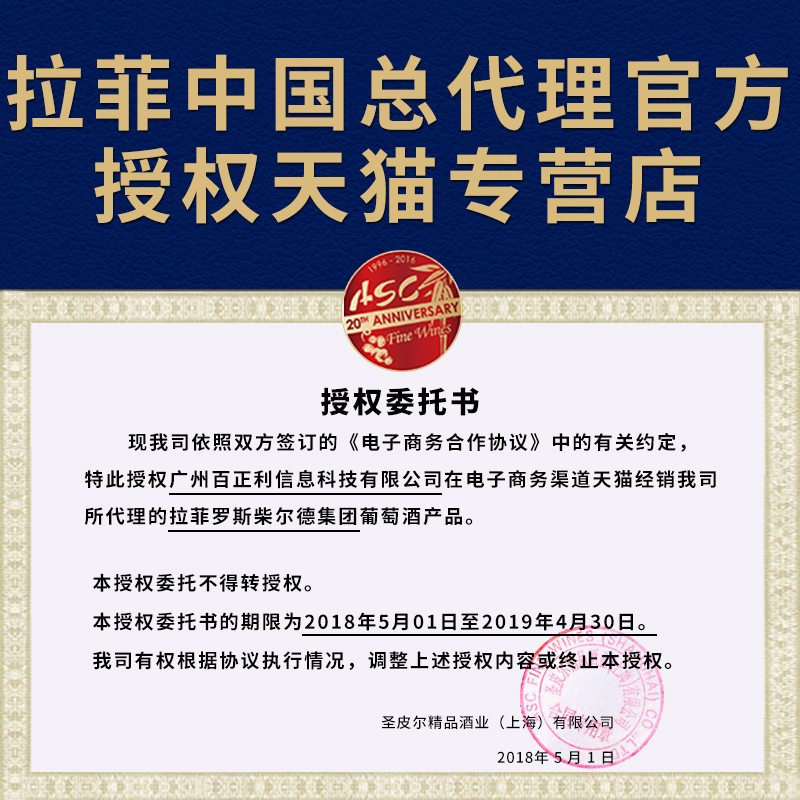 拉菲中国总代理官方
授权天猫专营店
1996-2016
ASC
20TH ANNIVERSARY
Fine Wines
授权委托书
现我司依照双方签订的《电子商务合作协议》中的有关约定，
特此授权广州百正利信息科技有限公司在电子商务渠道天猫经销我司
所代理的拉菲罗斯柴尔德集团葡萄酒产品。
本授权委托不得转授权。
本授权委托书的期限为2018年5月01日至2019年4月30日。
我司有权根据协议执行情况，调整上述授权内容或终止本授权。
圣皮尔精品酒业（上海）有限公司
2018年5月1日
ASC FINE WINES (SHANGHAI) CO.,LTD